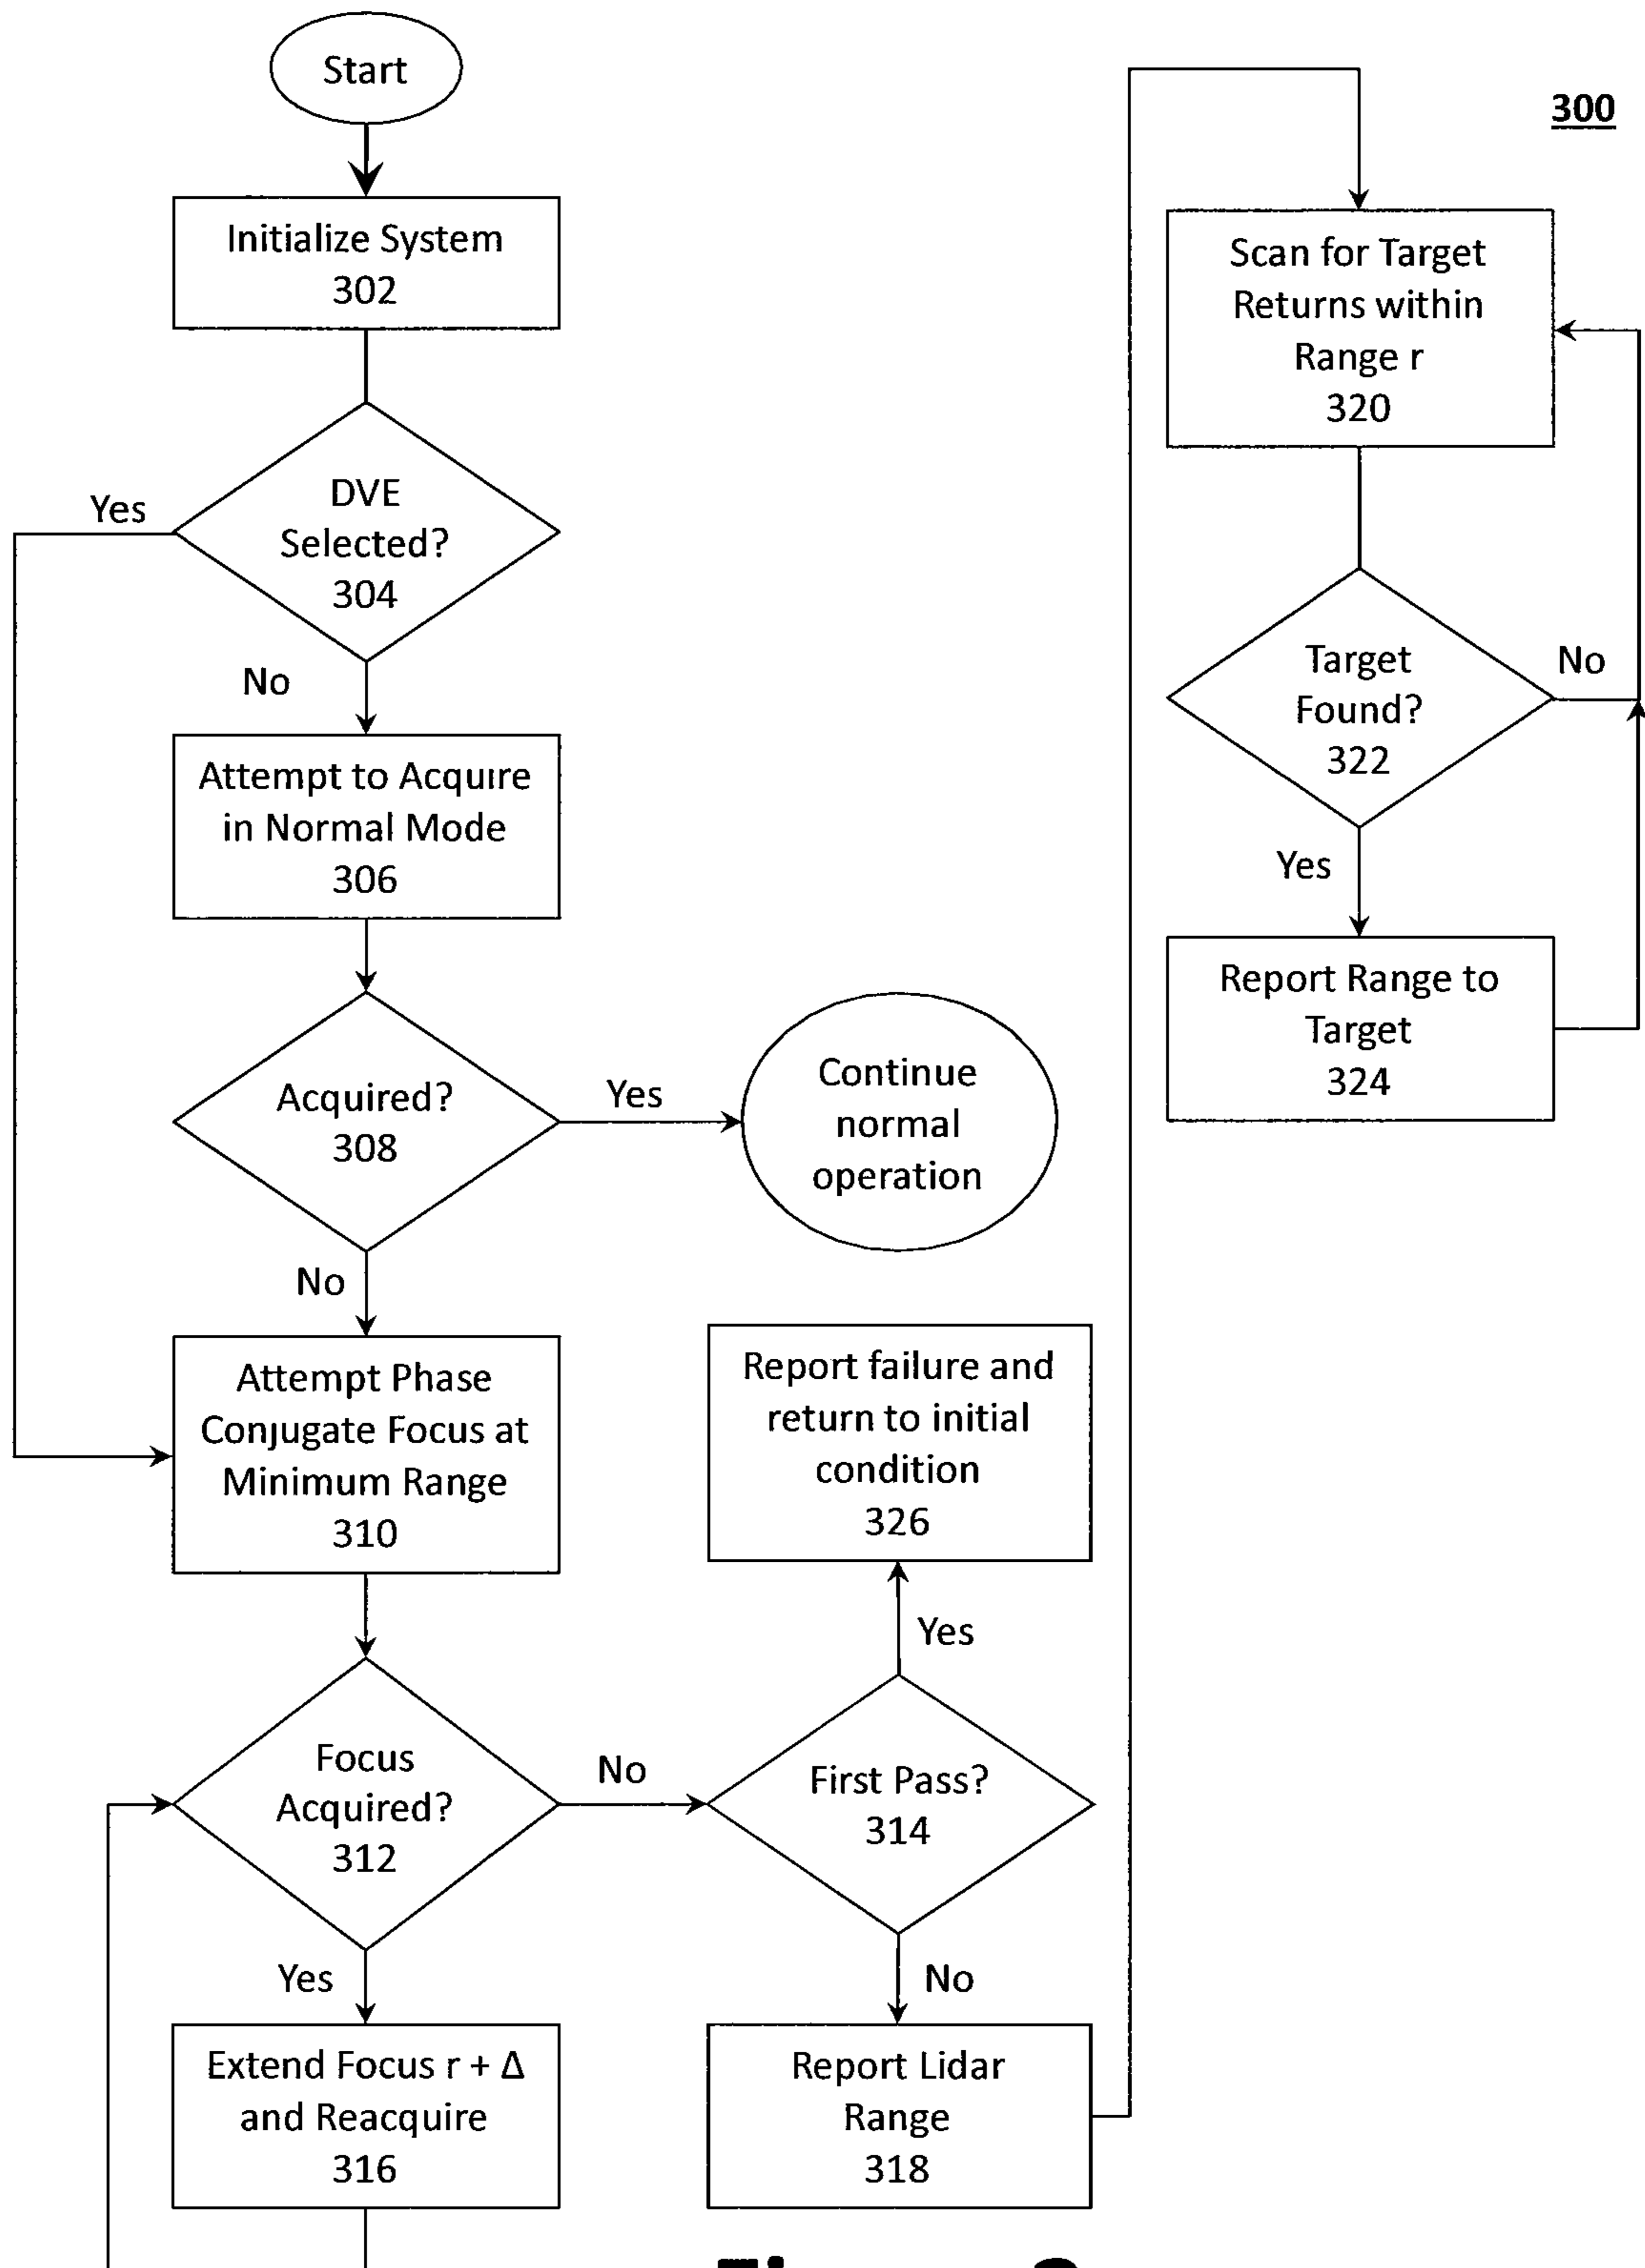 Start
300
Initialize System
302
DVE
Selected?
304
Yes
No
Attempt to Acquire
in Normal Mode
306
Acquired?
308
Yes
Continue
normal
operation
No
Attempt Phase
Conjugate Focus at
Minimum Range
310
Focus
Acquired?
312
No
First Pass?
314
Yes
Report failure and
return to initial
condition
326
Yes
Extend Focus r + Δ
and Reacquire
316
No
Report Lidar
Range
318
Scan for Target
Returns within
Range r
320
Target
Found?
322
No
Yes
Report Range to
Target
324